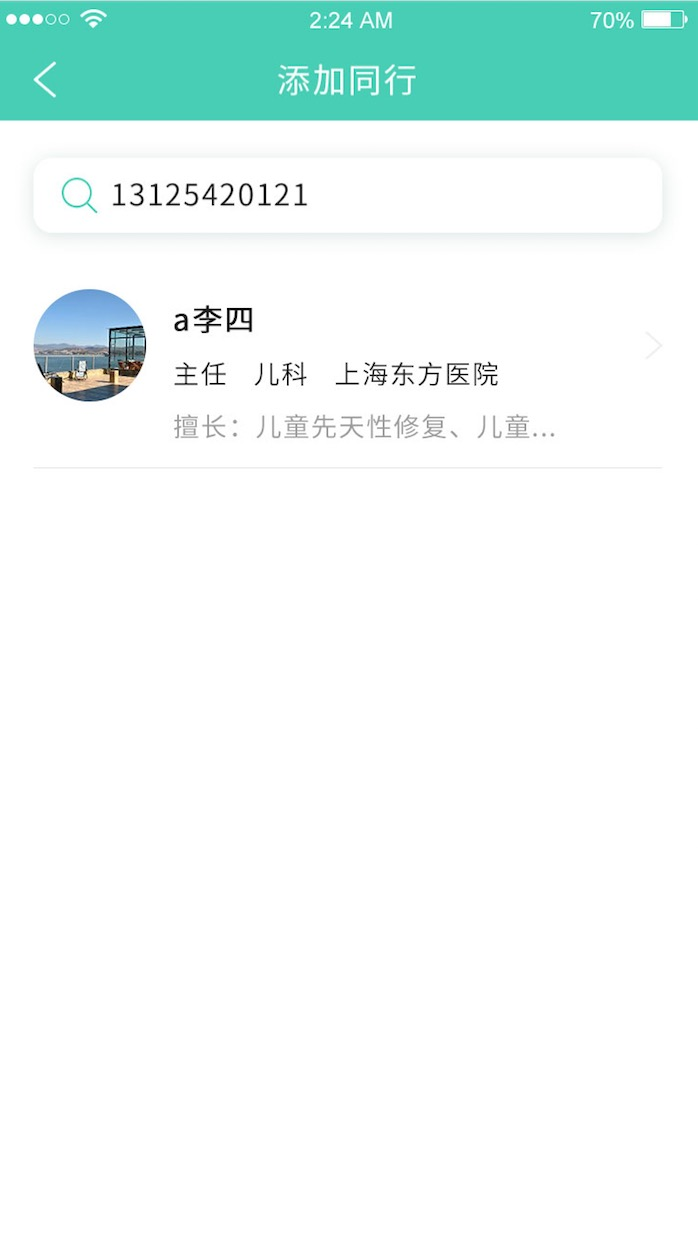 2:24 AM
70%
添加同行
13125420121
a李四
主任 儿科 上海东方医院
擅长：儿童先天性修复、儿童...